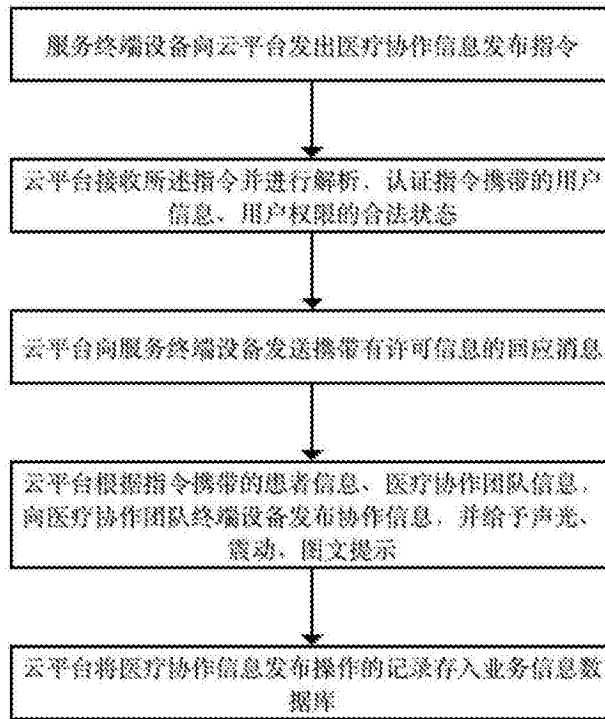 服务终端设备向云平台发出医疗协作信息发布指令
云平台接收所述指令并进行解析，认证指令携带的用户
信息、用户权限的合法状态
云平台向服务终端设备发送携带有许可信息的回应消息
云平台根据指令携带的患者信息、医疗协作团队信息，
向医疗协作团队终端设备发布协作信息，并给予声光、
震动、图文提示
云平台将医疗协作信息发布操作的记录存入业务信息数
据库